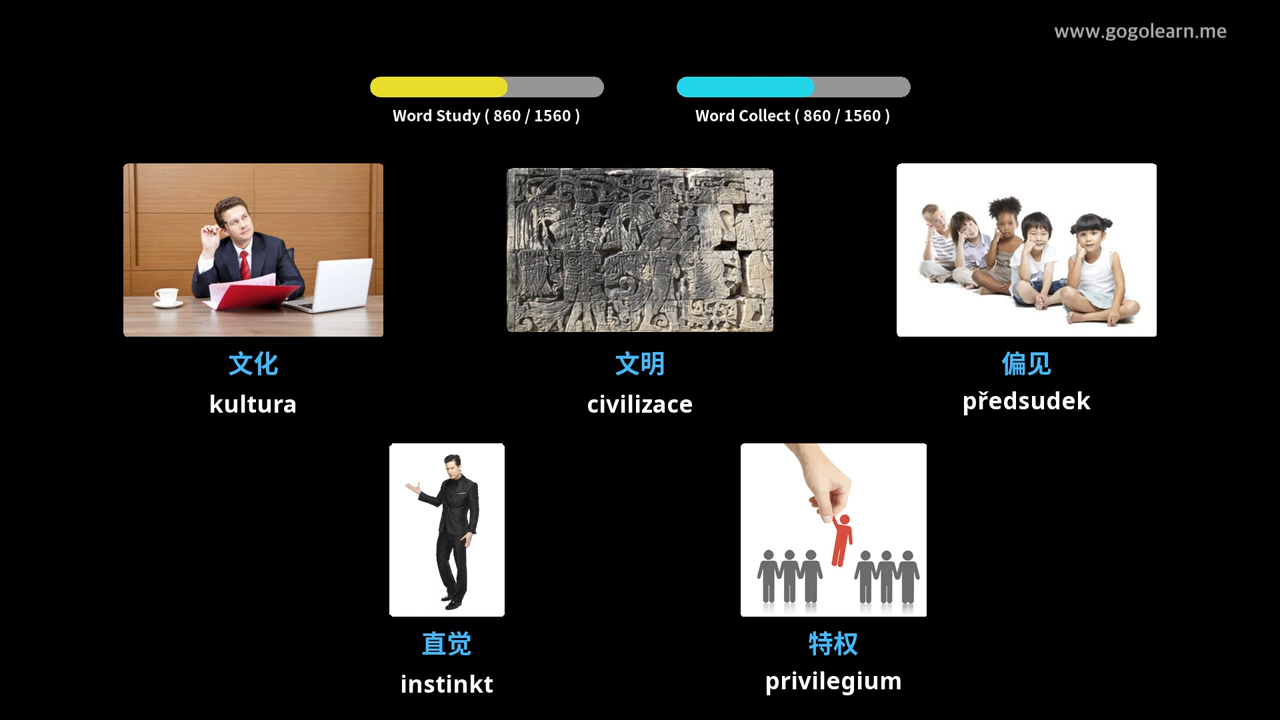 www.gogolearn.me
Word Study ( 860 / 1560 )
Word Collect ( 860 / 1560 )
文化
kultura
文明
civilizace
偏见
předsudek
直觉
instinkt
特权
privilegium